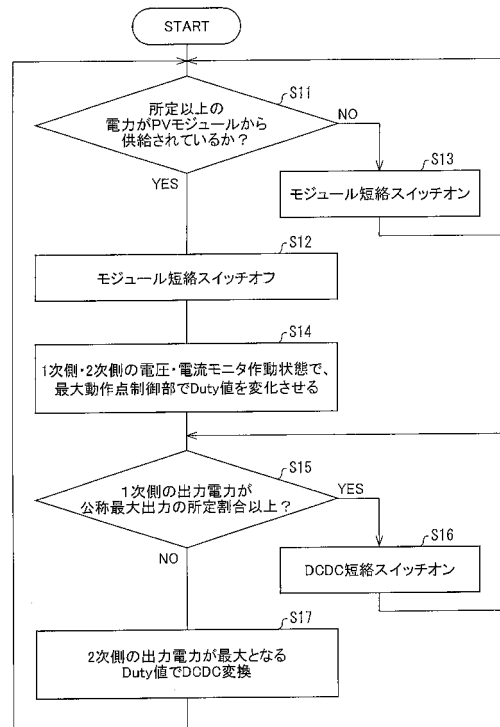 START
S11
所定以上の
電力がPVモジュールから
供給されているか？
NO
YES
S13
モジュール短絡スイッチオン
S12
モジュール短絡スイッチオフ
S14
1次側・2次側の電圧・電流モニタ作動状態で、
最大動作点制御部でDuty値を変化させる
S15
1次側の出力電力が
公称最大出力の所定割合以上？
YES
NO
S16
DCDC短絡スイッチオン
S17
2次側の出力電力が最大となる
Duty値でDCDC変換